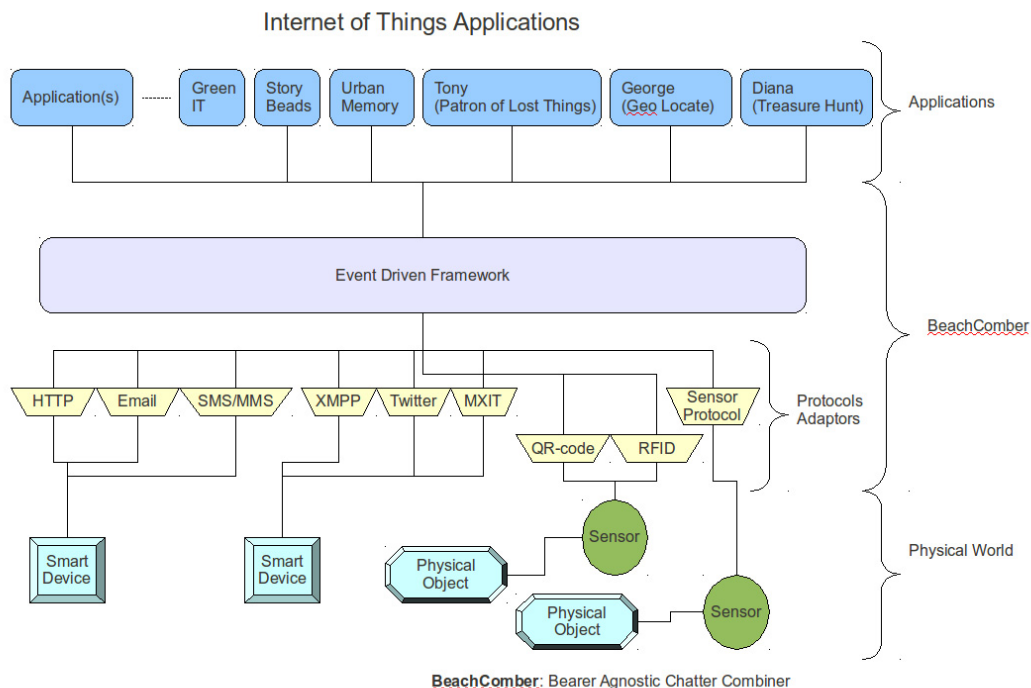 Internet of Things Applications
Application(s)
Green
IT
Story
Beads
Urban
Memory
Tony
(Patron of Lost Things)
George
(Geo Locate)
Diana
(Treasure Hunt)
Applications
Event Driven Framework
BeachComber
HTTP
Email
SMS/MMS
XMPP
Twitter
MXIT
Sensor
Protocol
Protocols
Adaptors
QR-code
RFID
Smart
Device
Smart
Device
Physical
Object
Sensor
Physical World
Physical
Object
Sensor
BeachComber: Bearer Agnostic Chatter Combiner